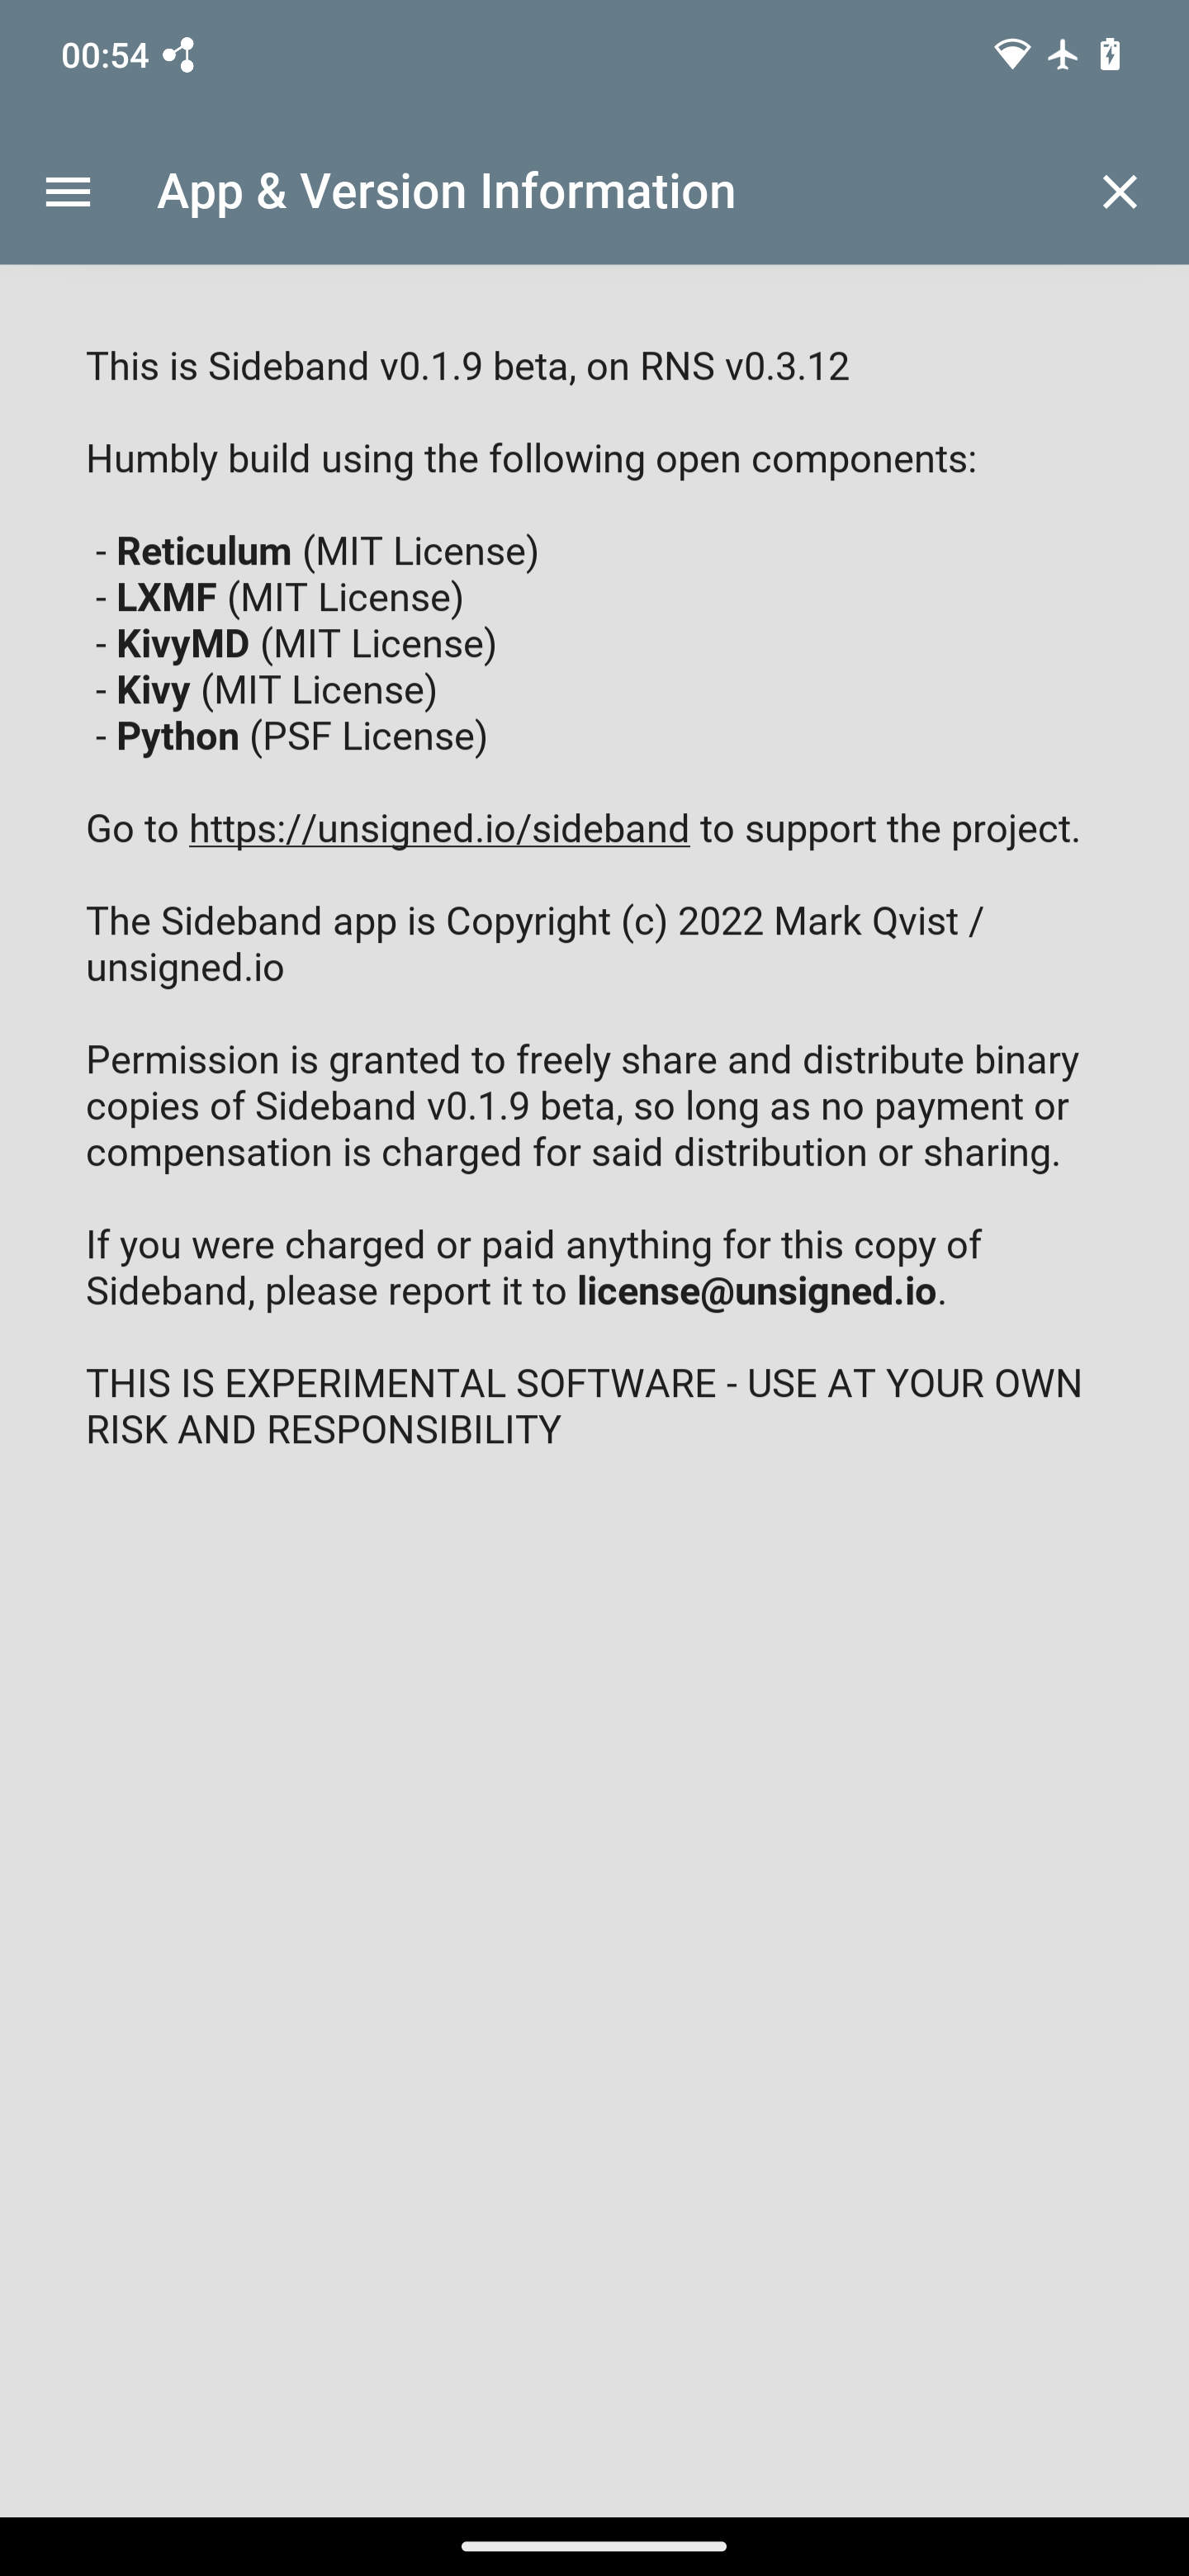 00:54
App & Version Information
This is Sideband v0.1.9 beta, on RNS v0.3.12
Humbly build using the following open components:
- Reticulum (MIT License)
- LXMF (MIT License)
- KivyMD (MIT License)
- Kivy (MIT License)
- Python (PSF License)
Go to https://unsigned.io/sideband to support the project.
The Sideband app is Copyright (c) 2022 Mark Qvist /
unsigned.io
Permission is granted to freely share and distribute binary
copies of Sideband v0.1.9 beta, so long as no payment or
compensation is charged for said distribution or sharing.
If you were charged or paid anything for this copy of
Sideband, please report it to license@unsigned.io.
THIS IS EXPERIMENTAL SOFTWARE - USE AT YOUR OWN
RISK AND RESPONSIBILITY